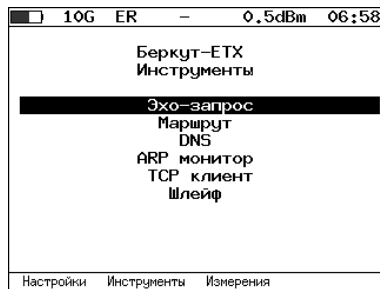 10G ER – 0.5dBm 06:58
Беркут-ETX
Инструменты
Эхо-запрос
Маршрут
DNS
ARP монитор
TCP клиент
Шлейф
Настройки Инструменты Измерения